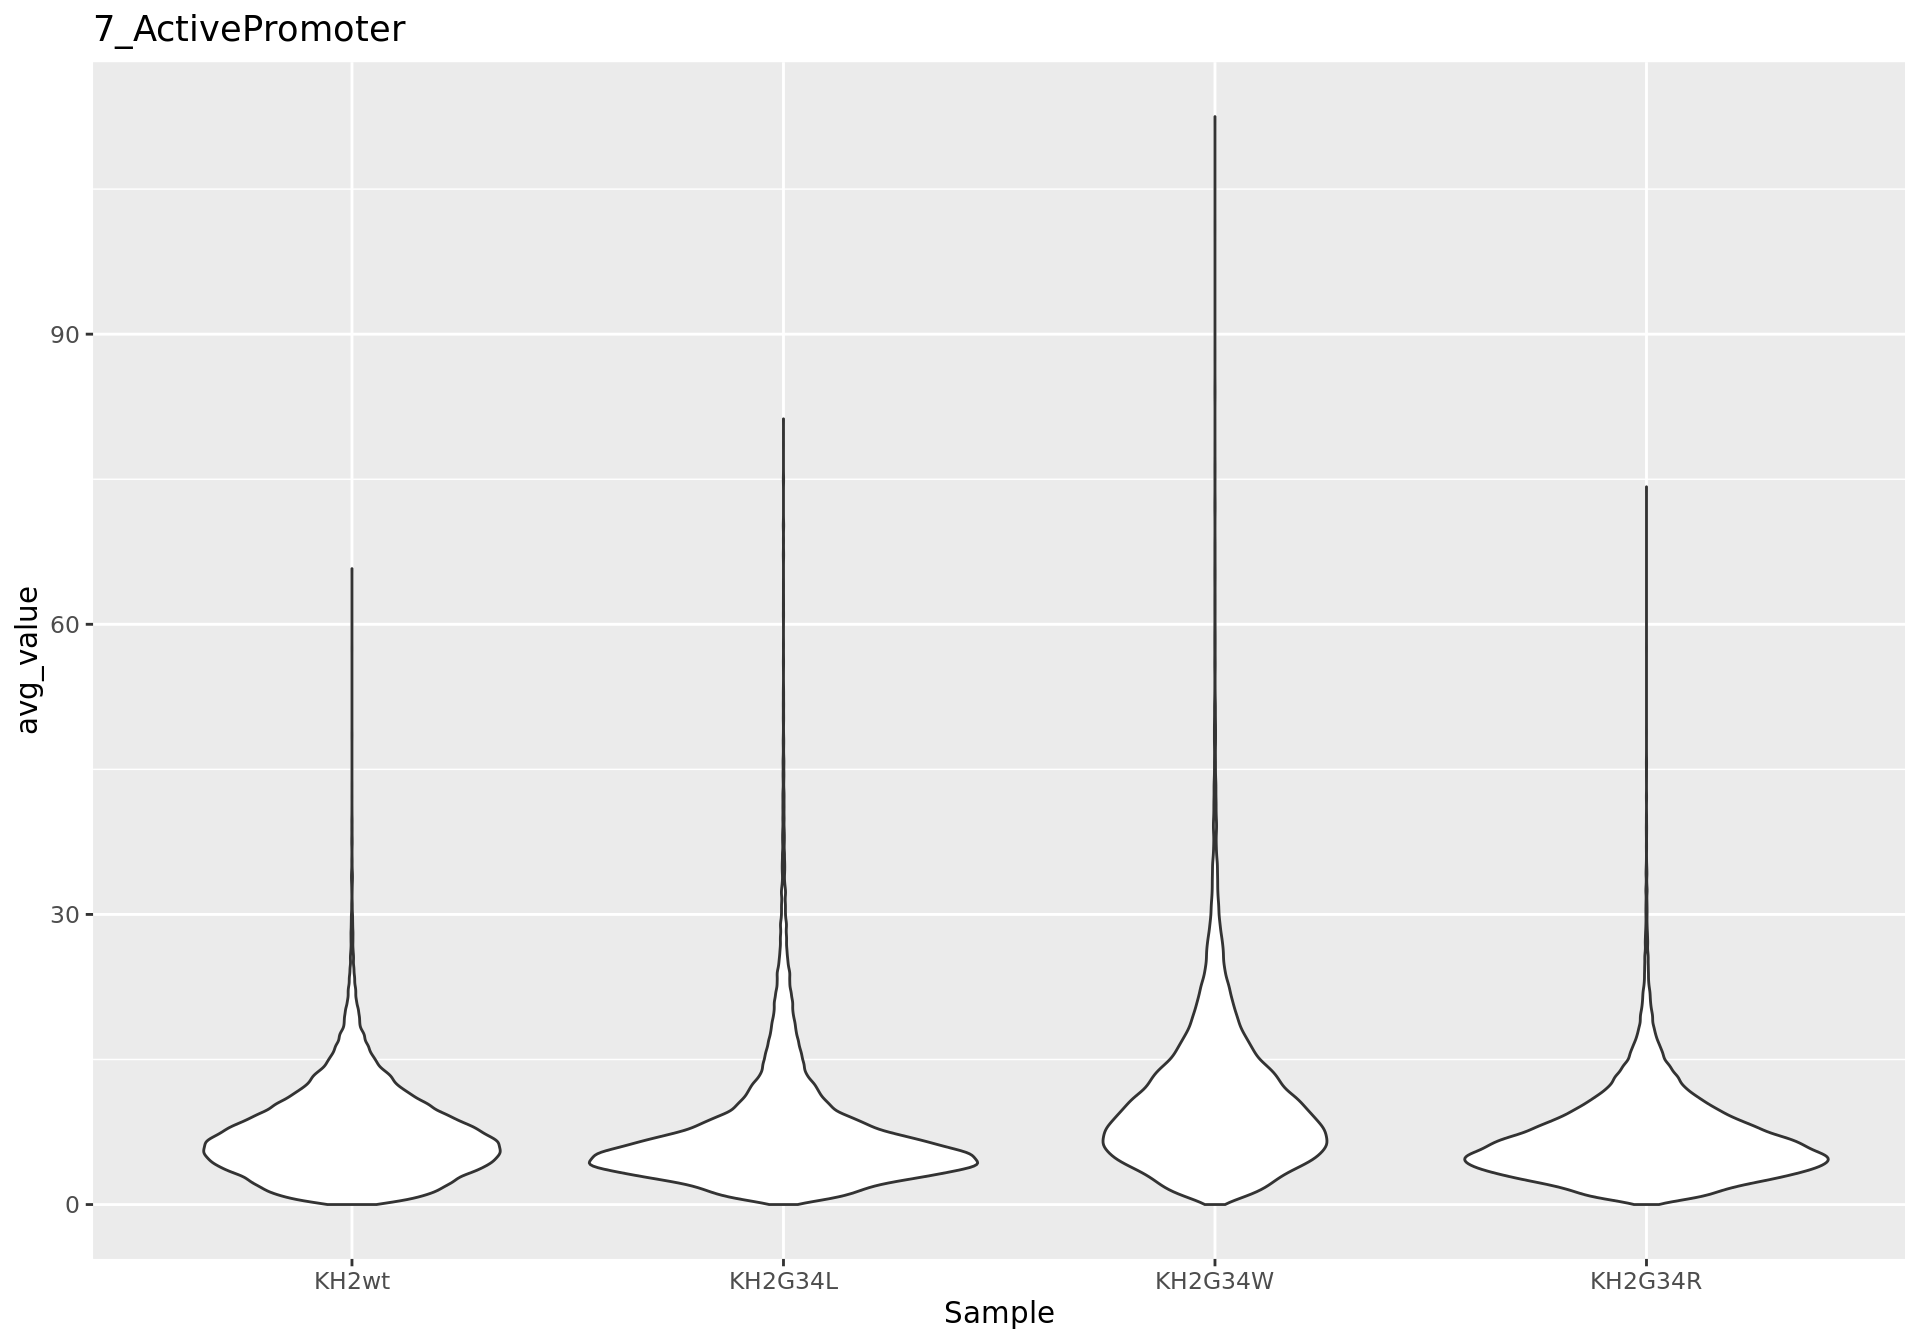 7_ActivePromoter
avg_value
90
60
30
0
KH2wt
KH2G34L
KH2G34W
KH2G34R
Sample